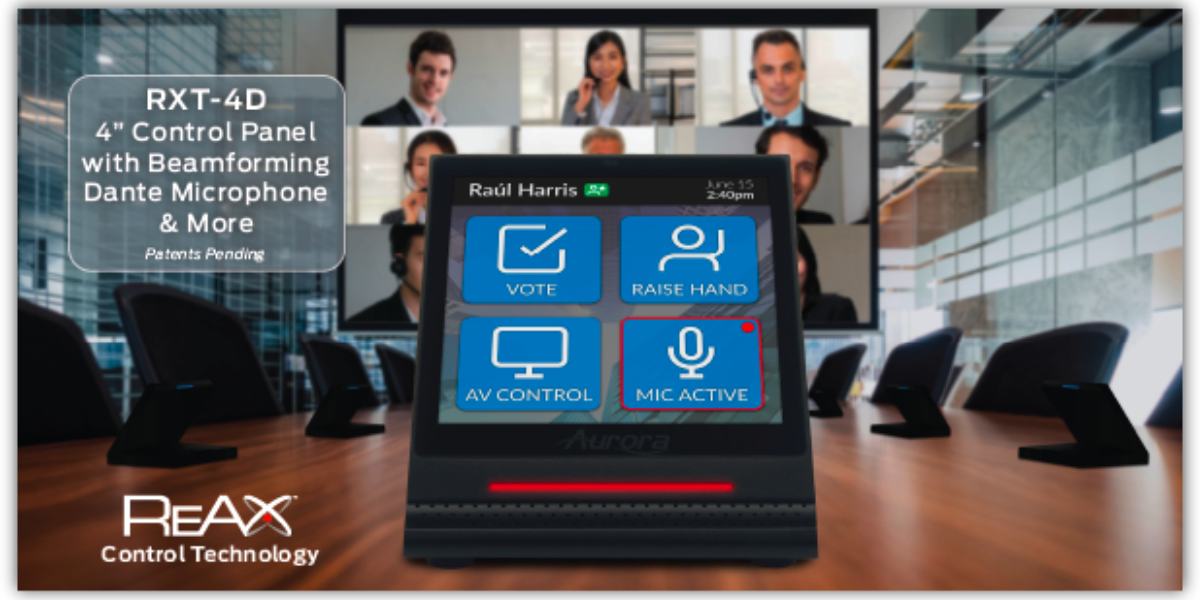 RXT-4D
4" Control Panel
with Beamforming
Dante Microphone
& More
Patents Pending
Raúl Harris
June 15
2:40pm
VOTE
RAISE HAND
AV CONTROL
MIC ACTIVE
Aurora
ReAX™
Control Technology